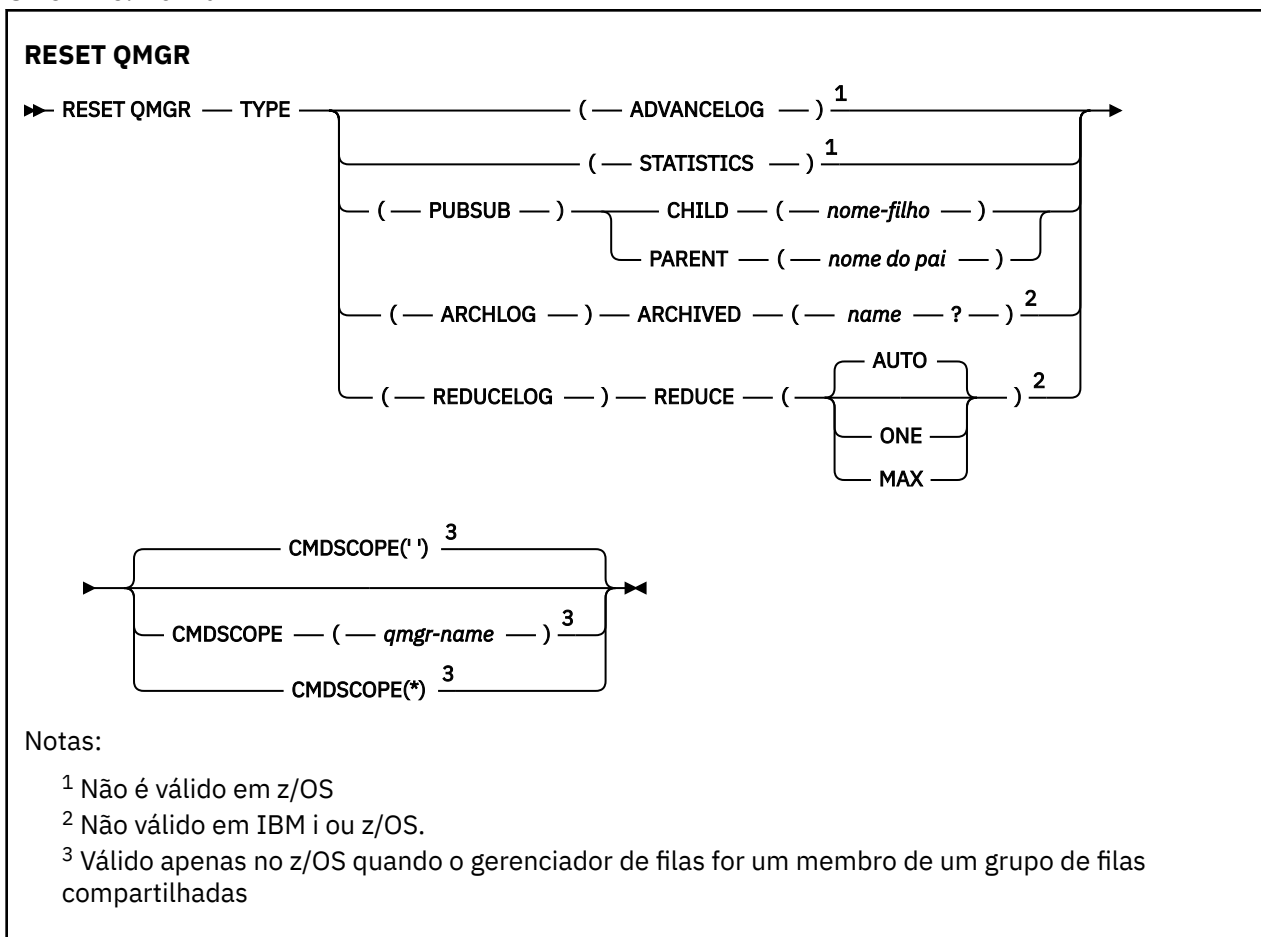 RESET QMGR
RESET QMGR TYPE ( ADVANCELOG ) 1
( STATISTICS ) 1
( PUBSUB ) CHILD ( nome-filho )
PARENT ( nome do pai )
( ARCHLOG ) ARCHIVED ( name ? ) 2
AUTO
( REDUCELOG ) REDUCE ( ) 2
ONE
MAX
CMDSCOPE(' ') 3
CMDSCOPE ( qmgr-name ) 3
CMDSCOPE(*) 3
Notas:
1 Não é válido em z/OS
2 Não válido em IBM i ou z/OS.
3 Válido apenas no z/OS quando o gerenciador de filas for um membro de um grupo de filas
compartilhadas